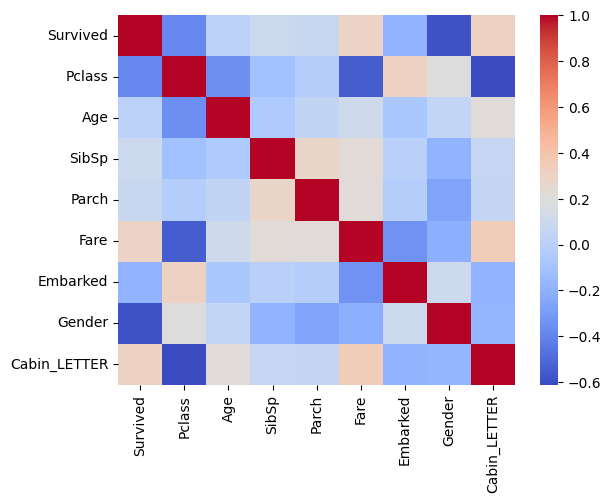 Survived
Pclass
Age
SibSp
Parch
Fare
Embarked
Gender
Cabin_LETTER
Survived
Pclass
Age
SibSp
Parch
Fare
Embarked
Gender
Cabin_LETTER
1.0
0.8
0.6
0.4
0.2
0.0
−0.2
−0.4
−0.6